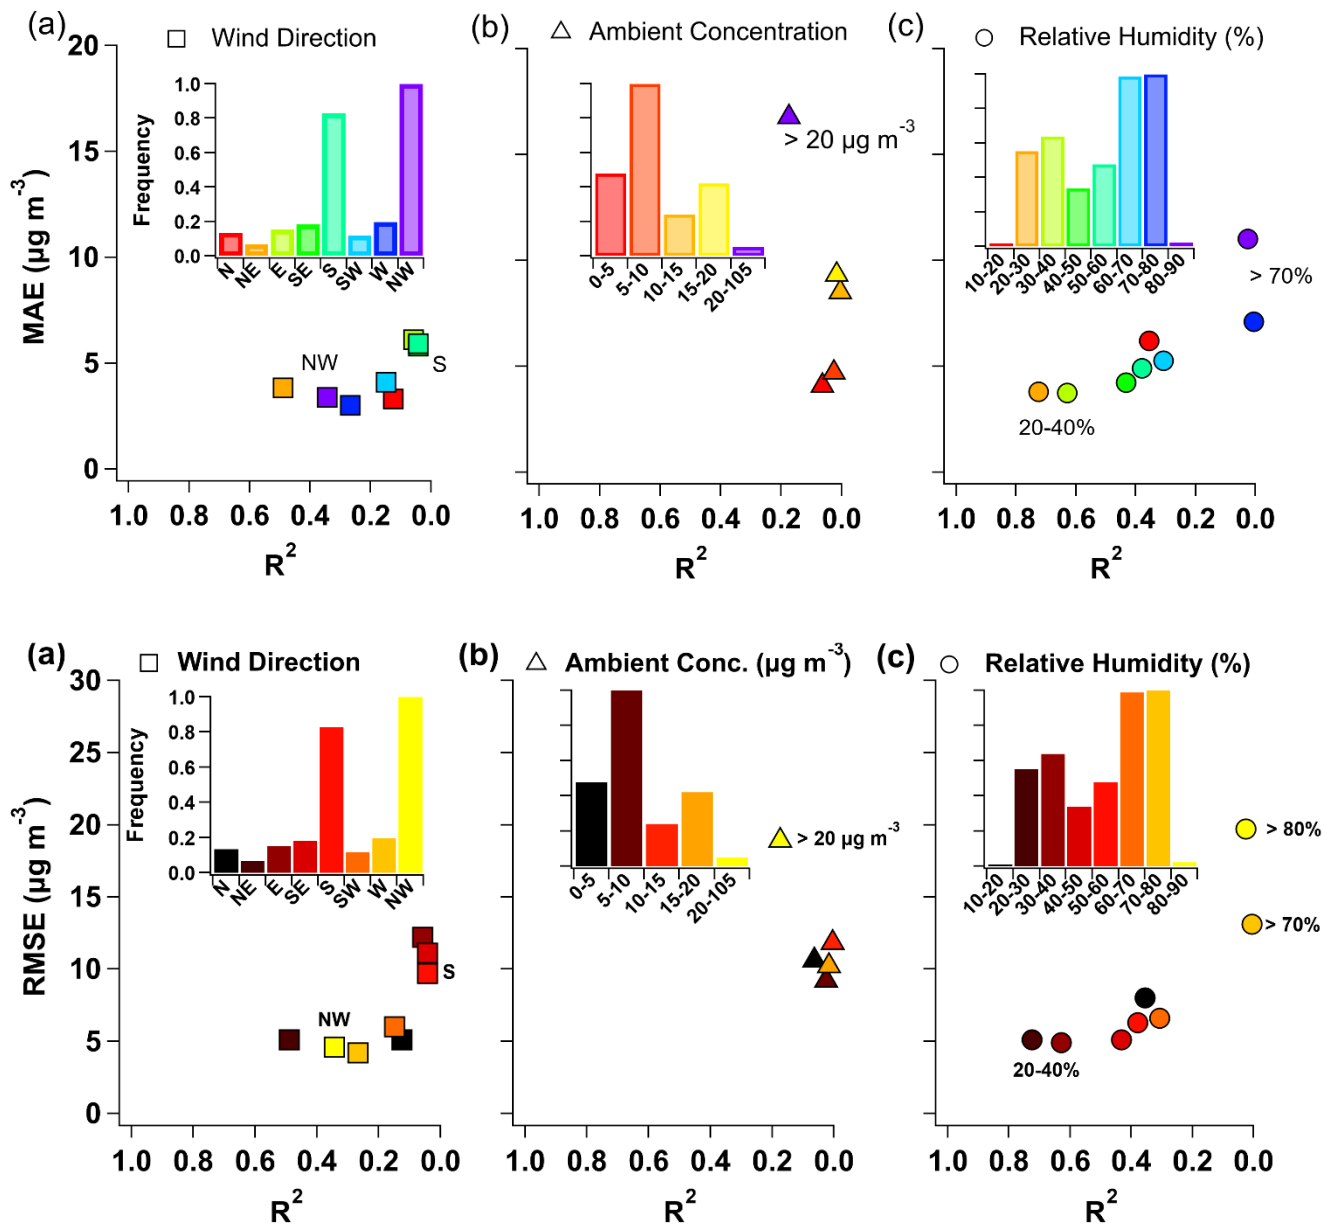 (a) Wind Direction
(b) Ambient Concentration
(c) Relative Humidity (%)
MAE (µg m⁻³)
20
15
10
5
0
Frequency
1.0
0.8
0.6
0.4
0.2
0.0
N NE E SE S SW W NW
NW
S
1.0 0.8 0.6 0.4 0.2 0.0
R²
0-5 5-10 10-15 15-20 20-105
> 20 µg m⁻³
1.0 0.8 0.6 0.4 0.2 0.0
R²
10-20 20-30 30-40 40-50 50-60 60-70 70-80 80-90
> 70%
20-40%
1.0 0.8 0.6 0.4 0.2 0.0
R²
(a) Wind Direction
(b) Ambient Conc. (µg m⁻³)
(c) Relative Humidity (%)
RMSE (µg m⁻³)
30
25
20
15
10
5
0
Frequency
1.0
0.8
0.6
0.4
0.2
0.0
N NE E SE S SW W NW
S
NW
1.0 0.8 0.6 0.4 0.2 0.0
R²
0-5 5-10 10-15 15-20 20-105
> 20 µg m⁻³
1.0 0.8 0.6 0.4 0.2 0.0
R²
10-20 20-30 30-40 40-50 50-60 60-70 70-80 80-90
> 80%
> 70%
20-40%
1.0 0.8 0.6 0.4 0.2 0.0
R²